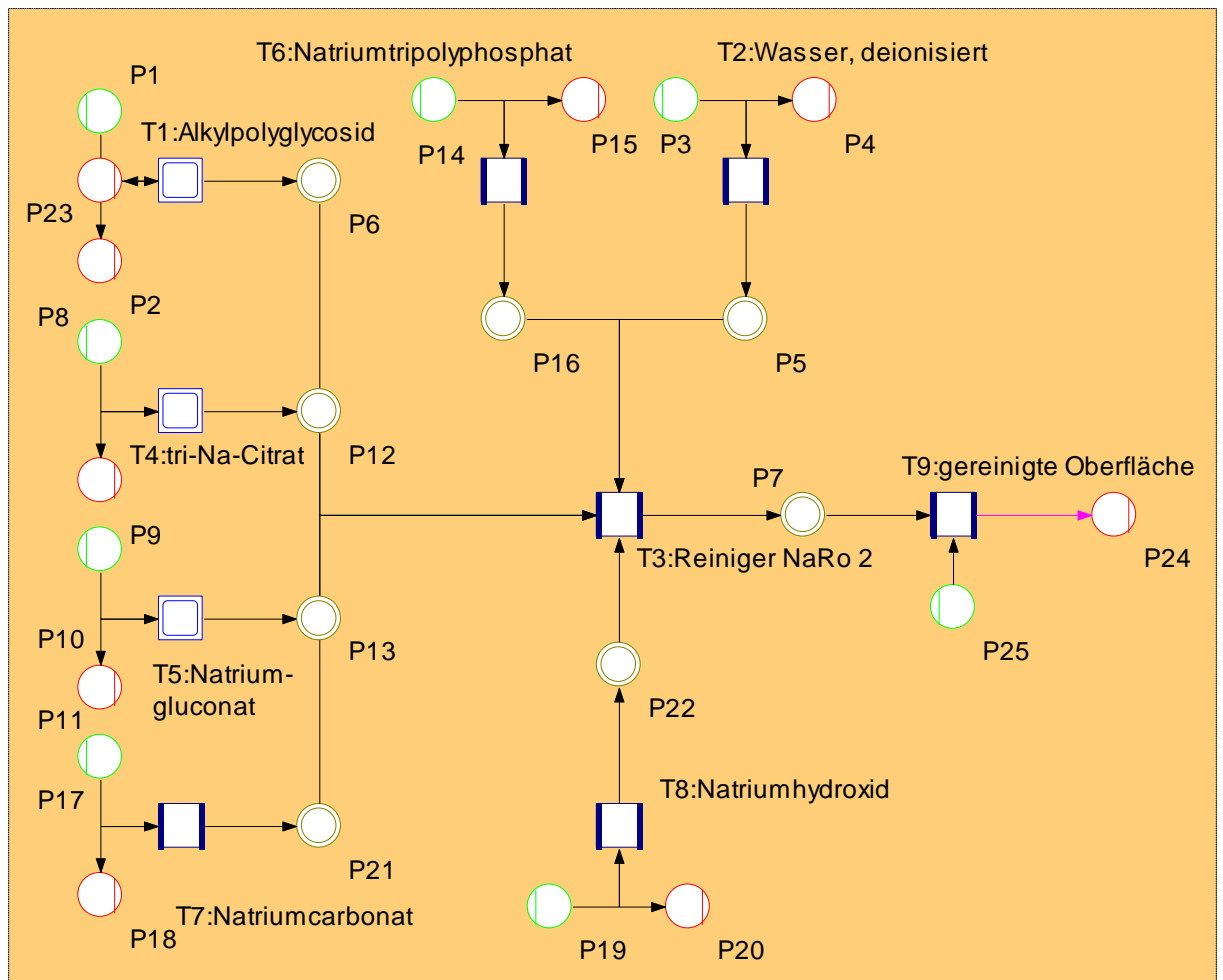 T6:Natriumtripolyphosphat
T2:Wasser, deionisiert
P1
T1:Alkylpolyglycosid
P14
P15
P3
P4
P23
P6
P2
P8
P16
P5
T4:tri-Na-Citrat
P12
T9:gereinigte Oberfläche
P7
P9
T3:Reiniger NaRo 2
P24
P10
P13
P25
T5:Natrium-
gluconat
P22
P11
T8:Natriumhydroxid
P17
P21
T7:Natriumcarbonat
P18
P19
P20